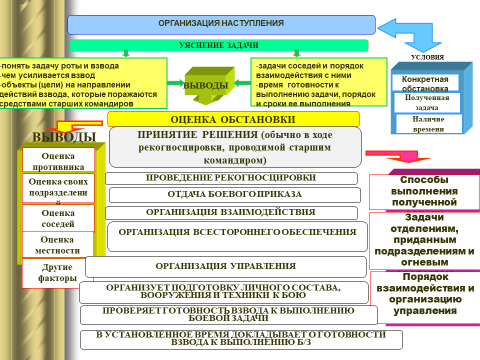 ОРГАНИЗАЦИЯ НАСТУПЛЕНИЯ
УЯСНЕНИЕ ЗАДАЧИ
-понять задачу роты и взвода
-чем усиливается взвод
-объекты (цели) на направлении
действий взвода, которые поражаются
средствами старших командиров
ВЫВОДЫ
-задачи соседей и порядок
взаимодействия с ними
-время готовности к
выполнению задачи, порядок
и сроки ее выполнения
УСЛОВИЯ
Конкретная
обстановка
Полученная
задача
Наличие
времени
ОЦЕНКА ОБСТАНОВКИ
ВЫВОДЫ
Оценка
противника
Оценка своих
подразделени
й
Оценка
соседей
Оценка
местности
Другие
факторы
ПРИНЯТИЕ РЕШЕНИЯ (обычно в ходе
рекогносцировки, проводимой старшим
командиром)
ПРОВЕДЕНИЕ РЕКОГНОСЦИРОВКИ
ОТДАЧА БОЕВОГО ПРИКАЗА
ОРГАНИЗАЦИЯ ВЗАИМОДЕЙСТВИЯ
ОРГАНИЗАЦИЯ ВСЕСТОРОННЕГО ОБЕСПЕЧЕНИЯ
ОРГАНИЗАЦИЯ УПРАВЛЕНИЯ
ОРГАНИЗУЕТ ПОДГОТОВКУ ЛИЧНОГО СОСТАВА,
ВООРУЖЕНИЯ И ТЕХНИКИ К БОЮ
ПРОВЕРЯЕТ ГОТОВНОСТЬ ВЗВОДА К ВЫПОЛНЕНИЮ
БОЕВОЙ ЗАДАЧИ
В УСТАНОВЛЕННОЕ ВРЕМЯ ДОКЛАДЫВАЕТ О ГОТОВНОСТИ
ВЗВОДА К ВЫПОЛНЕНИЮ Б/З
Способы
выполнения
полученной
Задачи
отделениям,
приданным
подразделениям и
огневым
Порядок
взаимодействия и
организацию
управления